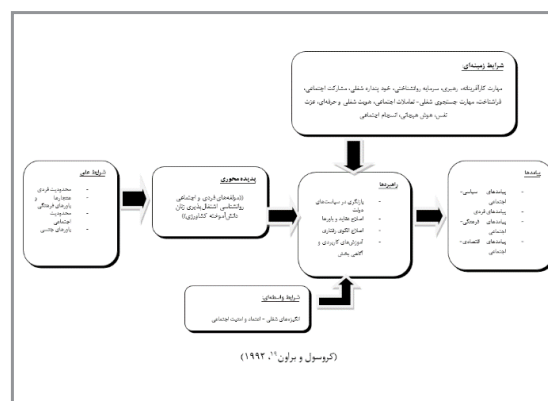 شرایط زمینه‌ای:
مهارت کارآفرینانه، رهبری، سرمایه روانشناختی، خود پنداره شغلی، مشارکت اجتماعی،
فراشناخت، مهارت جستجوی شغلی- تعاملات اجتماعی، هویت شغلی و حرفه‌ای، عزت
نفس، هوش هیجانی، انسجام اجتماعی
شرایط علی
- محدودیت فردی
- هنجارها و
باورهای فرهنگی
- محدودیت
اجتماعی
- باورهای جنسی
پدیده محوری
((مولفه‌های فردی و اجتماعی
روانشناسی اشتغال‌پذیری زنان
دانش آموخته کشاورزی))
راهبردها
- بازنگری در سیاست‌های
دولت
- اصلاح عقاید و باورها
- اصلاح الگوی رفتاری
- آموزش‌های کاربردی و
آگاهی بخش
پیامدها
- پیامدهای سیاسی-
اجتماعی
- پیامدهای فردی
- پیامدهای فرهنگی-
اجتماعی
- پیامدهای اقتصادی-
اجتماعی
شرایط واسطه‌ای:
انگیزه‌های شغلی - اعتماد و امنیت اجتماعی
(کروسول و براون۱۹، ۱۹۹۲)